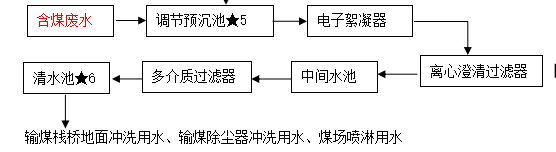 含煤废水
调节预沉池★5
电子絮凝器
离心澄清过滤器
中间水池
多介质过滤器
清水池★6
输煤栈桥地面冲洗用水、输煤除尘器冲洗用水、煤场喷淋用水